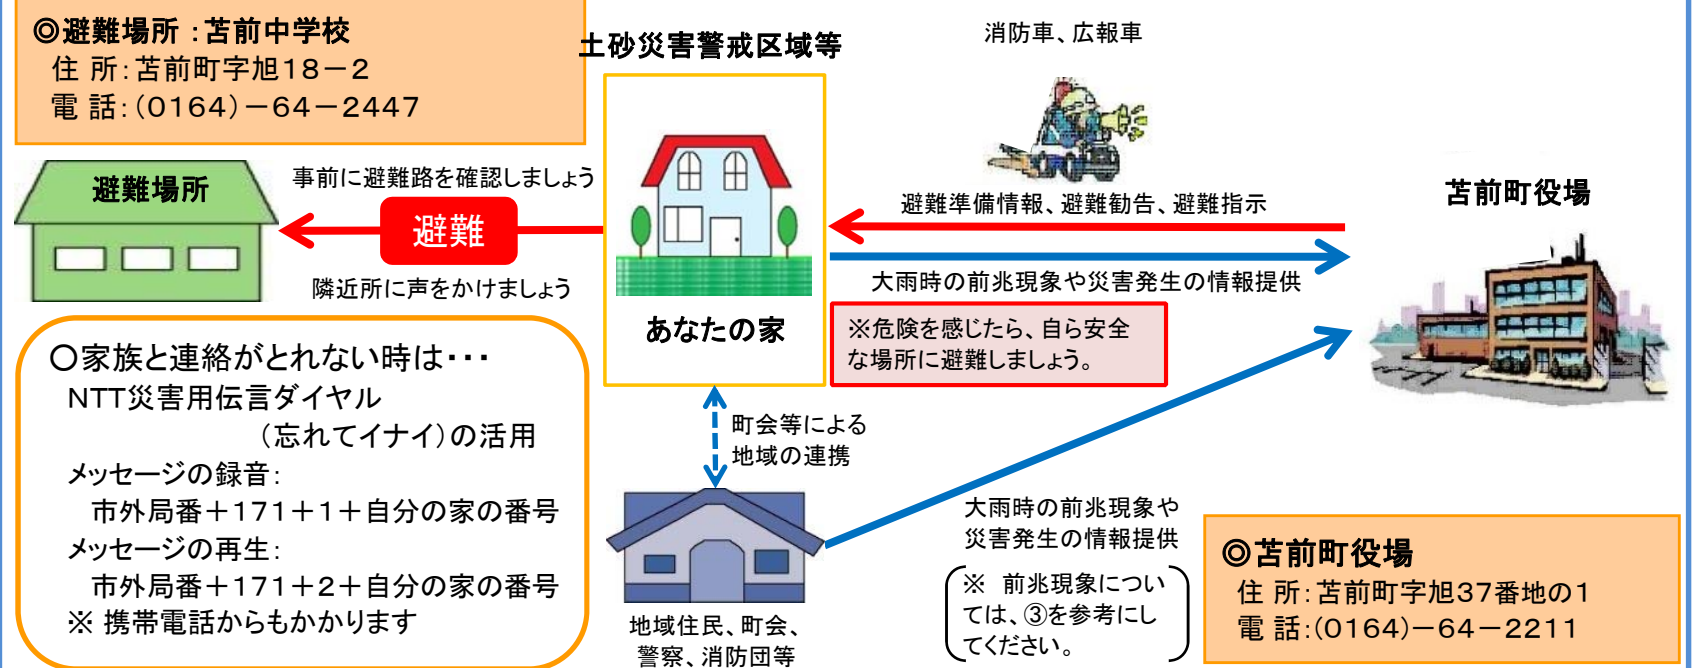 ◎避難場所：苫前中学校
住 所：苫前町字旭18－2
電 話：(0164)－64－2447
土砂災害警戒区域等
消防車、広報車
避難場所
事前に避難路を確認しましょう
避難
隣近所に声をかけましょう
避難準備情報、避難勧告、避難指示
苫前町役場
大雨時の前兆現象や災害発生の情報提供
あなたの家
※危険を感じたら、自ら安全
な場所に避難しましょう。
〇家族と連絡がとれない時は・・・
NTT災害用伝言ダイヤル
（忘れてイナイ）の活用
メッセージの録音：
市外局番＋171＋1＋自分の家の番号
メッセージの再生：
市外局番＋171＋2＋自分の家の番号
※ 携帯電話からもかかります
町会等による
地域の連携
地域住民、町会、
警察、消防団等
大雨時の前兆現象や
災害発生の情報提供
※ 前兆現象につい
ては、③を参考にし
てください。
◎苫前町役場
住 所：苫前町字旭37番地の1
電 話：(0164)－64－2211